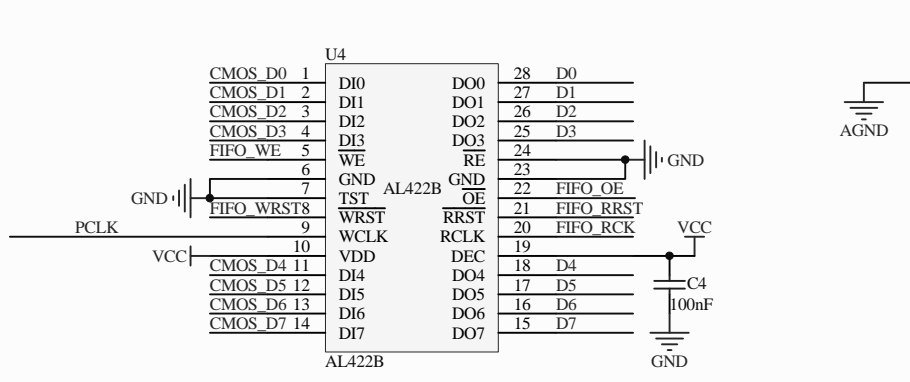 U4
CMOS_D0 1 DI0 DO0 28 D0
CMOS_D1 2 DI1 DO1 27 D1
CMOS_D2 3 DI2 DO2 26 D2
CMOS_D3 4 DI3 DO3 25 D3
FIFO_WE 5 WE RE 24
GND
6 GND GND 23
GND 7 TST AL422B OE 22 FIFO_OE
FIFO_WRST 8 WRST RRST 21 FIFO_RRST
PCLK 9 WCLK RCLK 20 FIFO_RCK VCC
VCC 10 VDD DEC 19
CMOS_D4 11 DI4 DO4 18 D4
CMOS_D5 12 DI5 DO5 17 D5 C4
CMOS_D6 13 DI6 DO6 16 D6 100nF
CMOS_D7 14 DI7 DO7 15 D7
AL422B GND
AGND